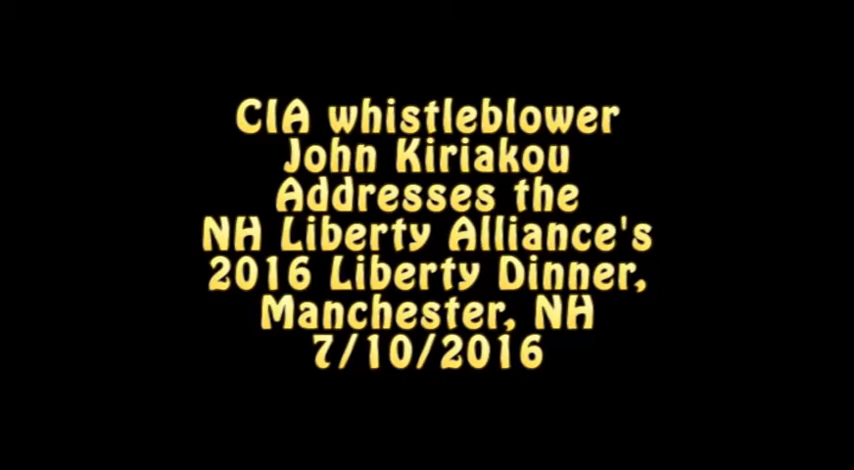 CIA whistleblower
John Kiriakou
Addresses the
NH Liberty Alliance's
2016 Liberty Dinner,
Manchester, NH
7/10/2016